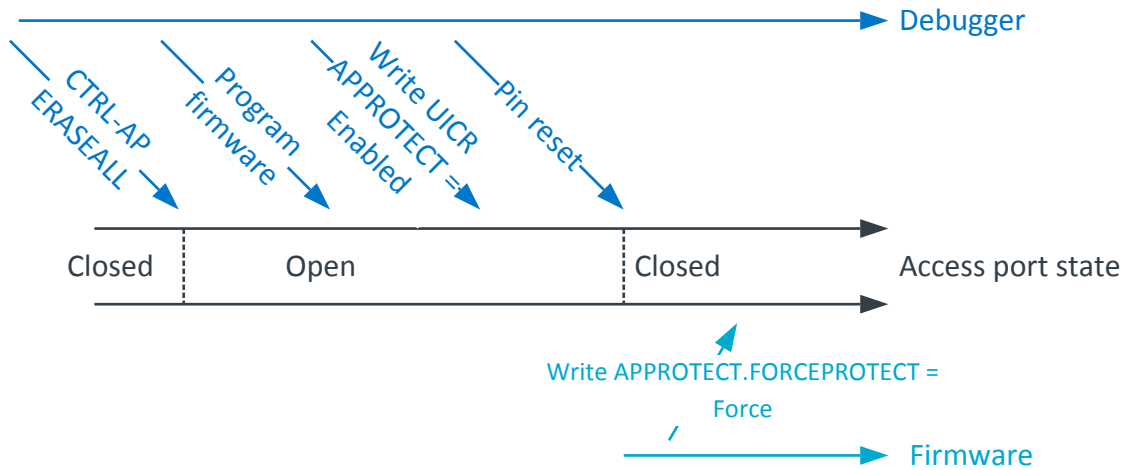 Debugger
CTRL-AP
ERASEALL
Program
firmware
Write UICR
APPROTECT =
Enabled
Pin reset
Closed
Open
Closed
Access port state
Write APPROTECT.FORCEPROTECT =
Force
Firmware